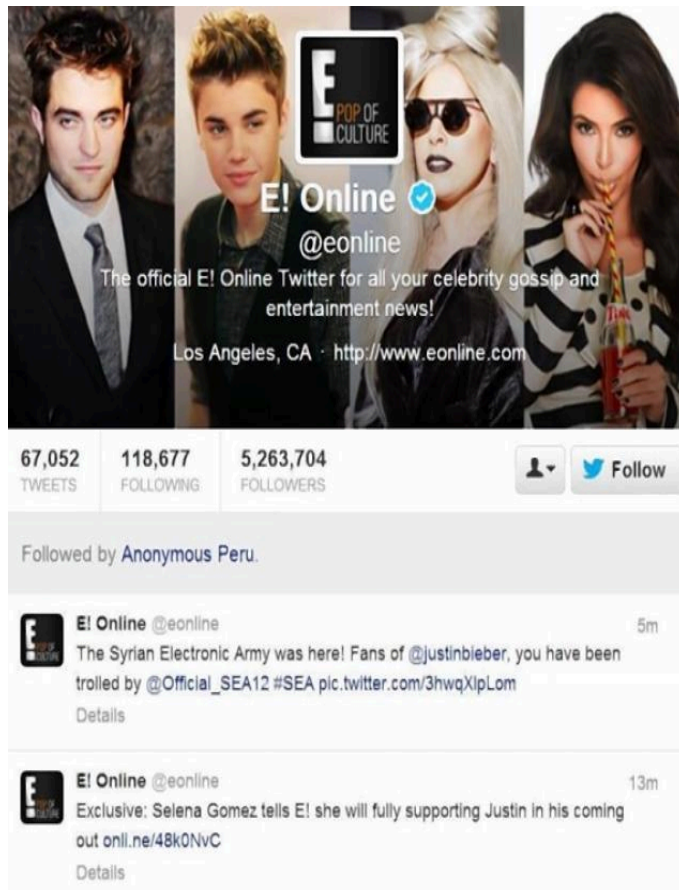 E!
POP OF
CULTURE
E! Online
@eonline
The official E! Online Twitter for all your celebrity gossip and
entertainment news!
Los Angeles, CA · http://www.eonline.com
67,052
TWEETS
118,677
FOLLOWING
5,263,704
FOLLOWERS
Follow
Followed by Anonymous Peru.
E! Online @eonline
5m
The Syrian Electronic Army was here! Fans of @justinbieber, you have been
trolled by @Official_SEA12 #SEA pic.twitter.com/3hwqXlpLom
Details
E! Online @eonline
13m
Exclusive: Selena Gomez tells E! she will fully supporting Justin in his coming
out onli.ne/48k0NvC
Details